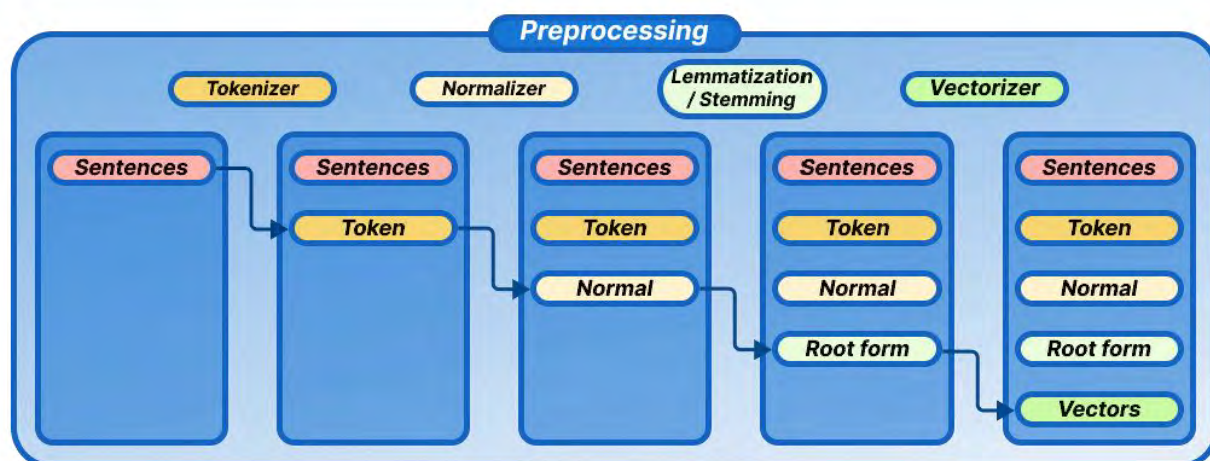 Preprocessing
Tokenizer
Normalizer
Lemmatization
/ Stemming
Vectorizer
Sentences
Sentences
Token
Sentences
Token
Normal
Sentences
Token
Normal
Root form
Sentences
Token
Normal
Root form
Vectors